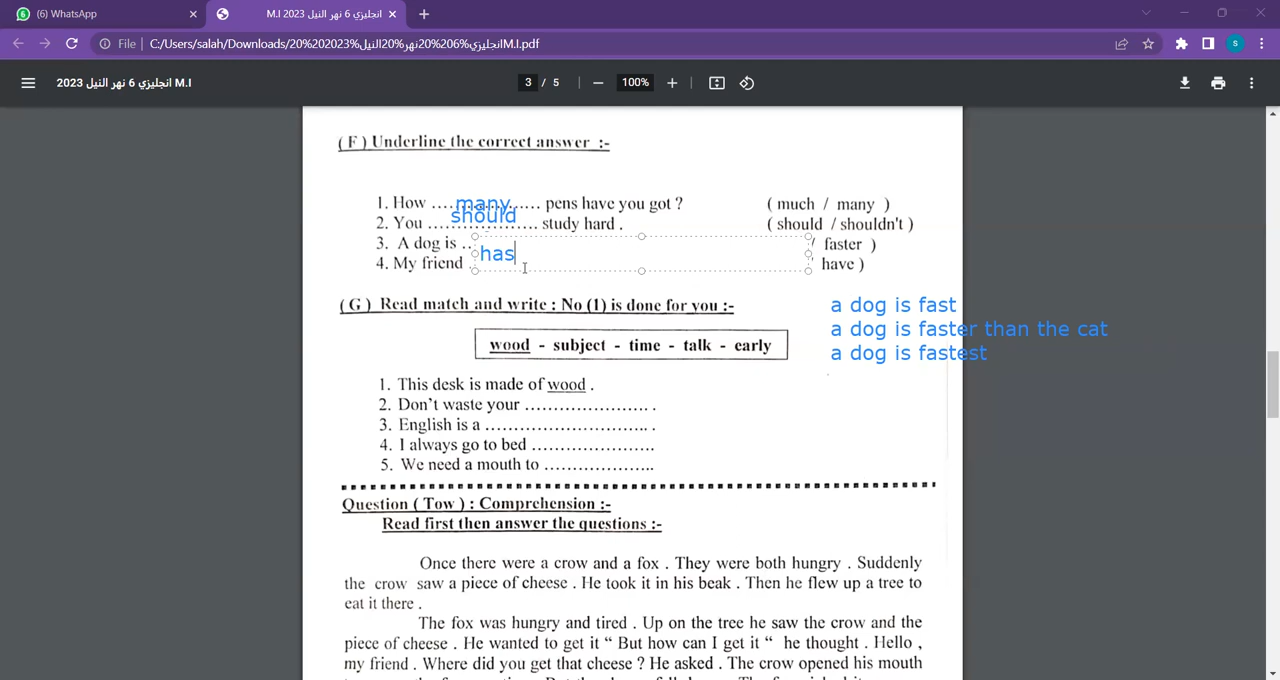 (6) WhatsApp
انجليزي 6 نهر النيل 2023 M.I
File
C:/Users/salah/Downloads/20%202023%النيل20%نهر20%206%انجليزيM.I.pdf
S
انجليزي 6 نهر النيل 2023 M.I
3 / 5
100%
( F ) Underline the correct answer :-
1. How ....many....... pens have you got ? ( much / many )
2. You ..should....... study hard . ( should / shouldn't )
3. A dog is .. / faster )
4. My friend . has have )
( G ) Read match and write : No (1) is done for you :-
wood - subject - time - talk - early
a dog is fast
a dog is faster than the cat
a dog is fastest
1. This desk is made of wood .
2. Don't waste your ...................... .
3. English is a ............................. .
4. I always go to bed ......................
5. We need a mouth to ...................
Question ( Tow ) : Comprehension :-
Read first then answer the questions :-
Once there were a crow and a fox . They were both hungry . Suddenly
the crow saw a piece of cheese . He took it in his beak . Then he flew up a tree to
eat it there .
The fox was hungry and tired . Up on the tree he saw the crow and the
piece of cheese . He wanted to get it “ But how can I get it “ he thought . Hello ,
my friend . Where did you get that cheese ? He asked . The crow opened his mouth